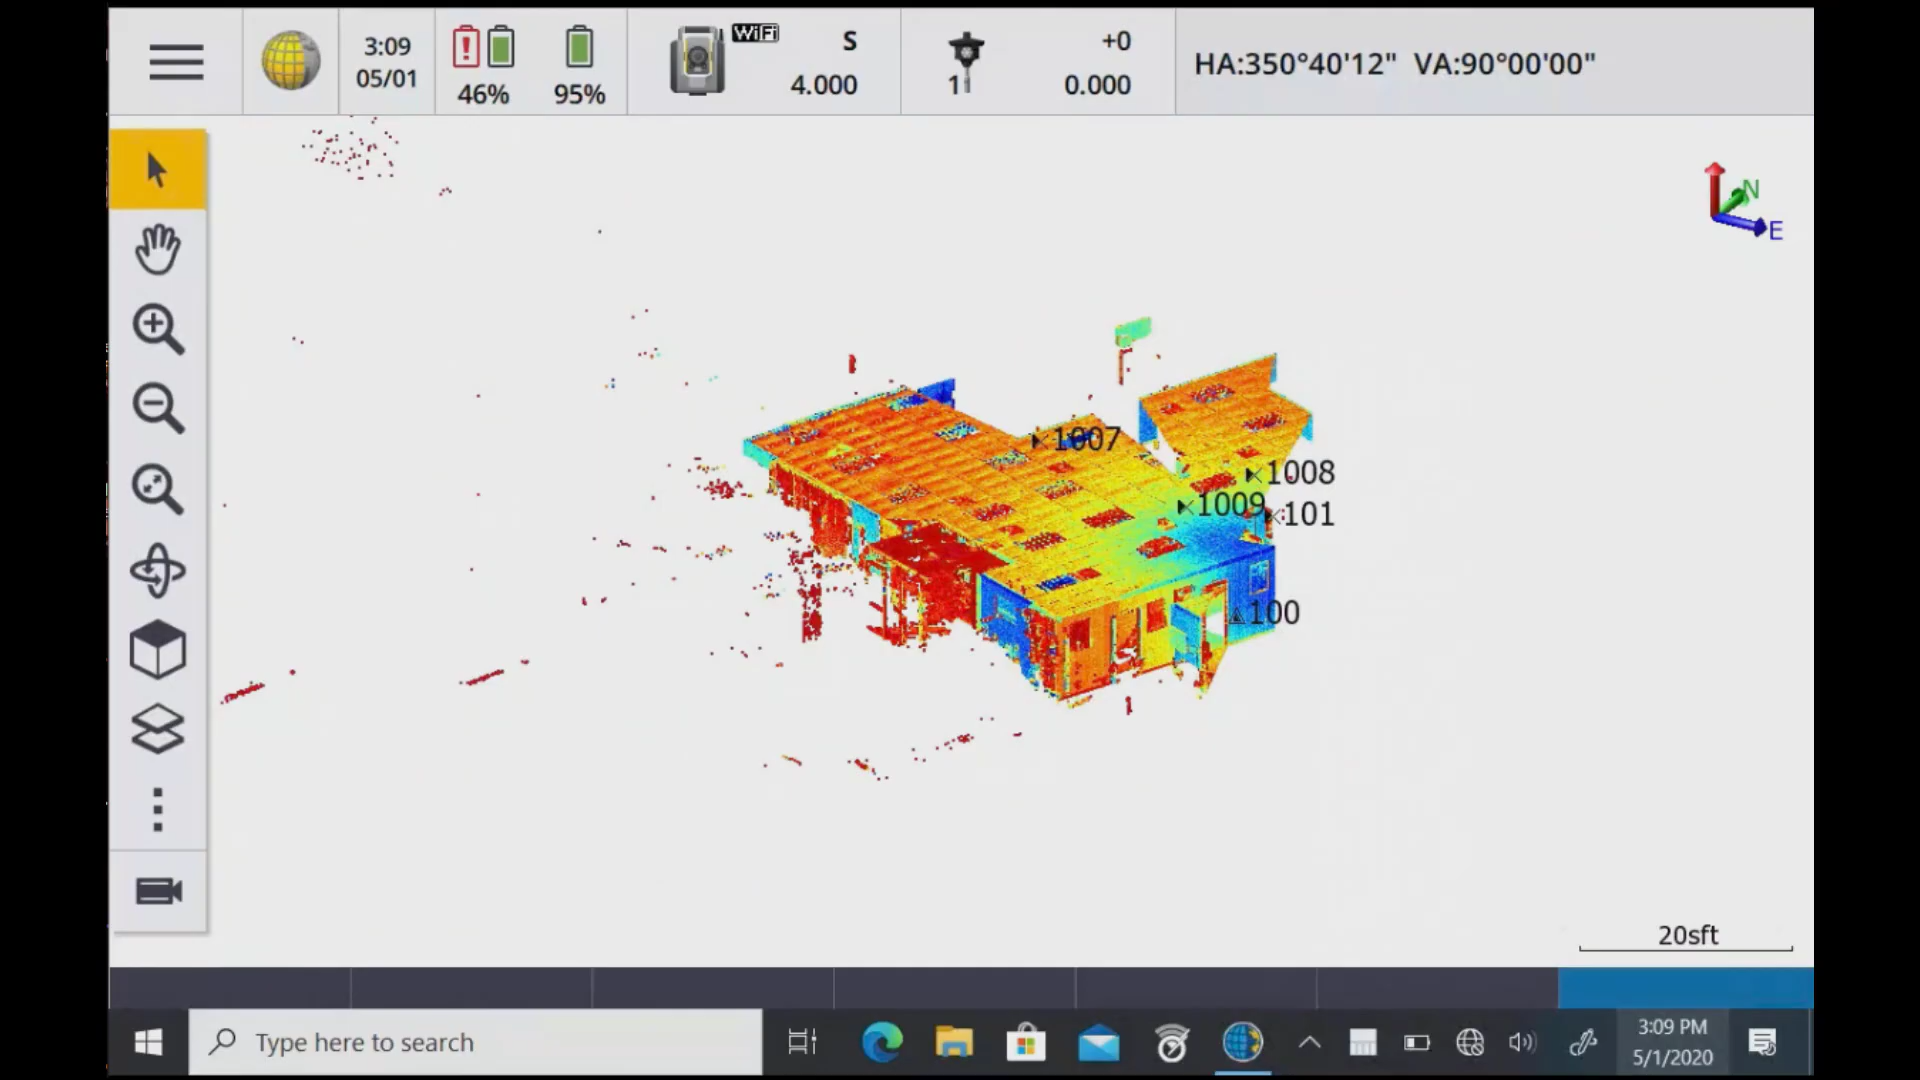 3:09
05/01
46%
95%
WiFi
S
4.000
1
+0
0.000
HA:350°40'12" VA:90°00'00"
N
E
1007
1008
1009
101
100
20sft
Type here to search
3:09 PM
5/1/2020